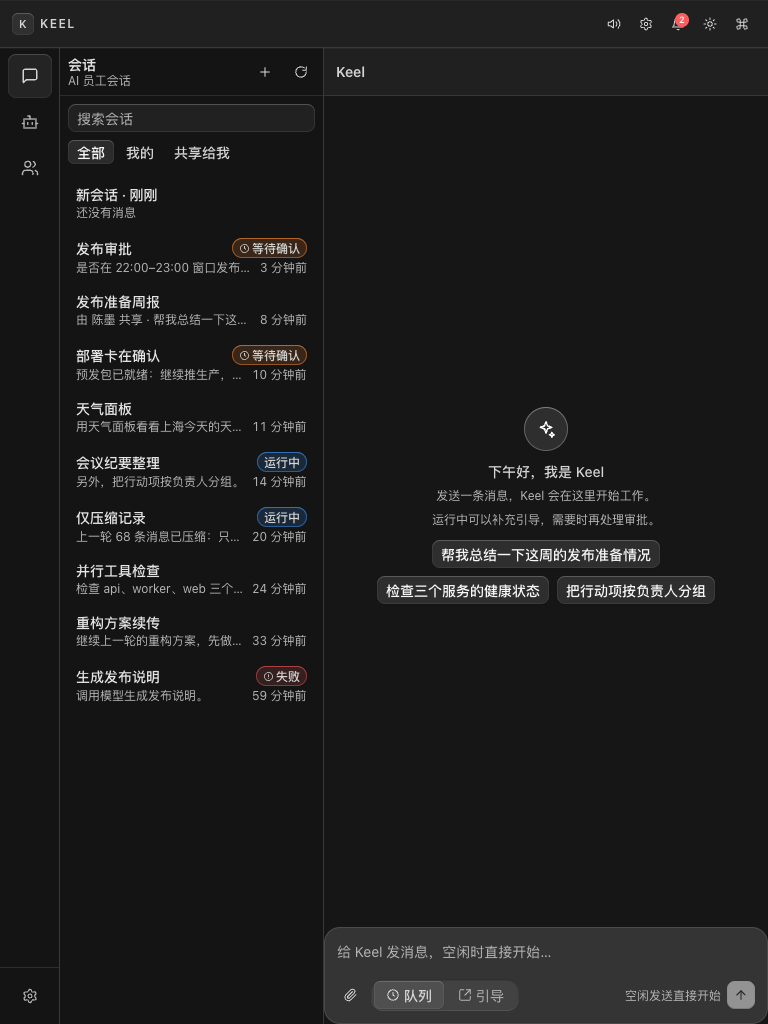 K KEEL
2
会话
AI 员工会话
搜索会话
全部 我的 共享给我
新会话 · 刚刚
还没有消息
发布审批 等待确认
是否在 22:00–23:00 窗口发布… 3 分钟前
发布准备周报
由 陈墨 共享 · 帮我总结一下这… 8 分钟前
部署卡在确认 等待确认
预发包已就绪：继续推生产，… 10 分钟前
天气面板
用天气面板看看上海今天的天… 11 分钟前
会议纪要整理 运行中
另外，把行动项按负责人分组。 14 分钟前
仅压缩记录 运行中
上一轮 68 条消息已压缩：只… 20 分钟前
并行工具检查
检查 api、worker、web 三个… 24 分钟前
重构方案续传
继续上一轮的重构方案，先做… 33 分钟前
生成发布说明 失败
调用模型生成发布说明。 59 分钟前
Keel
下午好，我是 Keel
发送一条消息，Keel 会在这里开始工作。
运行中可以补充引导，需要时再处理审批。
帮我总结一下这周的发布准备情况
检查三个服务的健康状态 把行动项按负责人分组
给 Keel 发消息，空闲时直接开始…
队列 引导 空闲发送直接开始